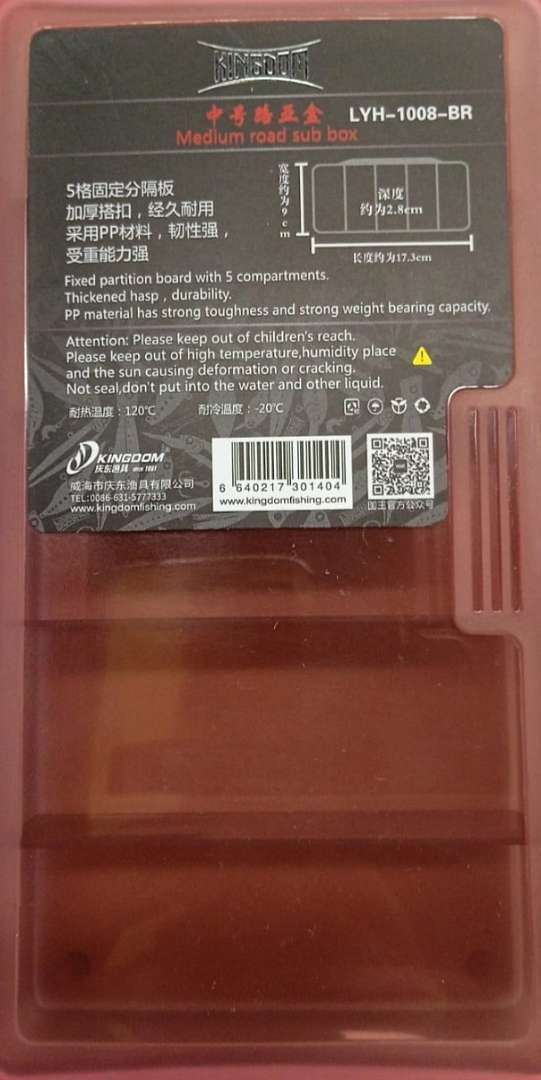 KINGDOM
中号路亚盒 LYH-1008-BR
Medium road sub box
5格固定分隔板
加厚搭扣，经久耐用
采用PP材料，韧性强，
受重能力强
宽度约为9cm
深度
约为2.8cm
长度约为17.3cm
Fixed partition board with 5 compartments.
Thickened hasp , durability.
PP material has strong toughness and strong weight bearing capacity.
Attention: Please keep out of children's reach.
Please keep out of high temperature,humidity place
and the sun causing deformation or cracking.
Not seal,don't put into the water and other liquid.
耐热温度：120℃ 耐冷温度：-20℃
KINGDOM
庆东渔具 since 1981
威海市庆东渔具有限公司
TEL:0086-631-5777333
www.kingdomfishing.com
6 640217 301404
www.kingdomfishing.com
国王官方公众号